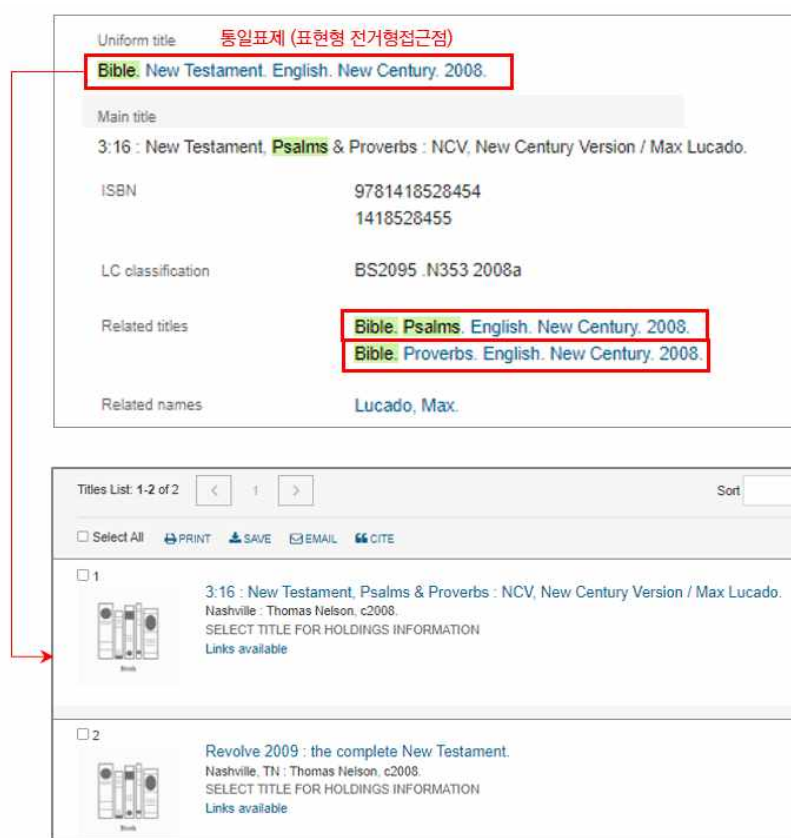 Uniform title 통일표제 (표현형 전거형접근점)
Bible. New Testament. English. New Century. 2008.
Main title
3:16 : New Testament, Psalms & Proverbs : NCV, New Century Version / Max Lucado.
ISBN 9781418528454
1418528455
LC classification BS2095 .N353 2008a
Related titles Bible. Psalms. English. New Century. 2008.
Bible. Proverbs. English. New Century. 2008.
Related names Lucado, Max.
Titles List: 1-2 of 2 < 1 > Sort
Select All PRINT SAVE EMAIL CITE
1
3:16 : New Testament, Psalms & Proverbs : NCV, New Century Version / Max Lucado.
Nashville : Thomas Nelson, c2008.
SELECT TITLE FOR HOLDINGS INFORMATION
Links available
Book
2
Revolve 2009 : the complete New Testament.
Nashville, TN : Thomas Nelson, c2008.
SELECT TITLE FOR HOLDINGS INFORMATION
Links available
Book